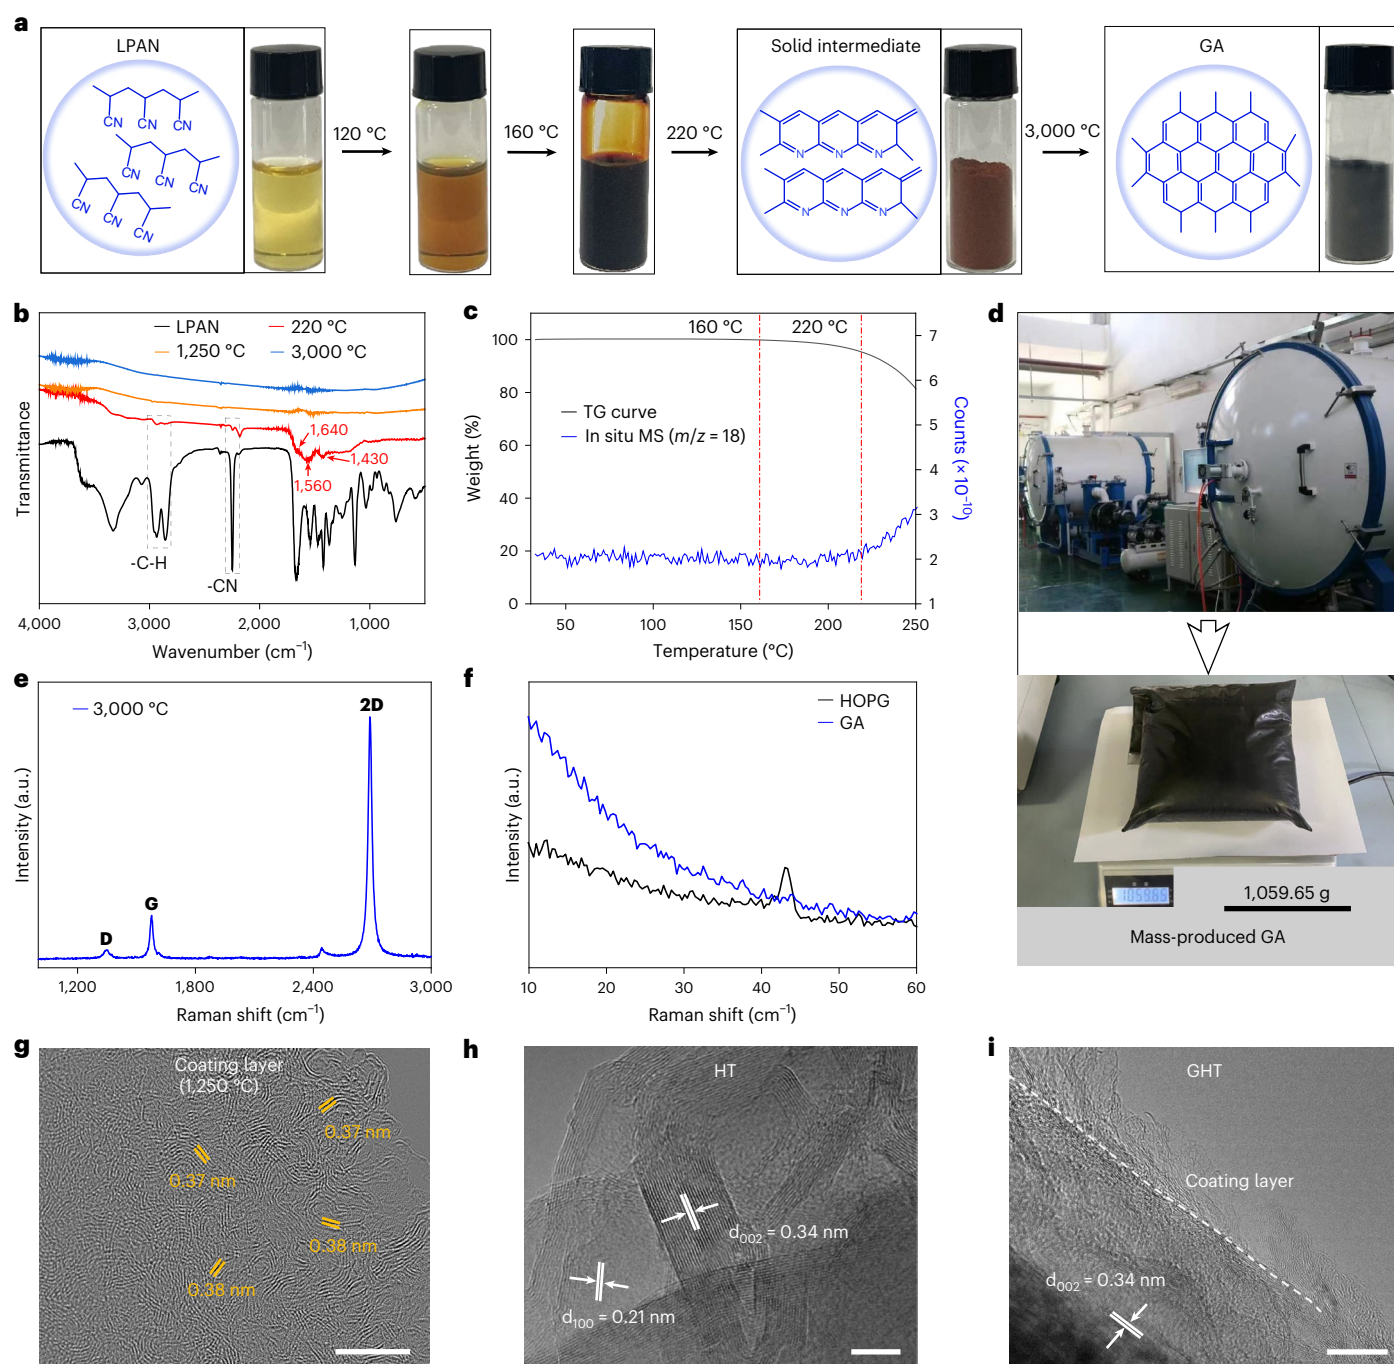 a
LPAN
CN CN CN
CN CN CN
CN CN CN
120 °C
160 °C
220 °C
Solid intermediate
N N N
N N N
3,000 °C
GA
b
LPAN
220 °C
1,250 °C
3,000 °C
1,640
1,430
1,560
-C-H
-CN
Transmittance
4,000 3,000 2,000 1,000
Wavenumber (cm⁻¹)
c
160 °C
220 °C
TG curve
In situ MS (m/z = 18)
Weight (%)
100
80
60
40
20
0
50 100 150 200 250
Temperature (°C)
7
6
5
4
3
2
1
Counts (×10⁻¹⁰)
d
1059.65
1,059.65 g
Mass-produced GA
e
3,000 °C
2D
G
D
Intensity (a.u.)
1,200 1,800 2,400 3,000
Raman shift (cm⁻¹)
f
HOPG
GA
Intensity (a.u.)
10 20 30 40 50 60
Raman shift (cm⁻¹)
g
Coating layer
(1,250 °C)
0.37 nm
0.37 nm
0.38 nm
0.38 nm
h
HT
d₀₀₂ = 0.34 nm
d₁₀₀ = 0.21 nm
i
GHT
Coating layer
d₀₀₂ = 0.34 nm